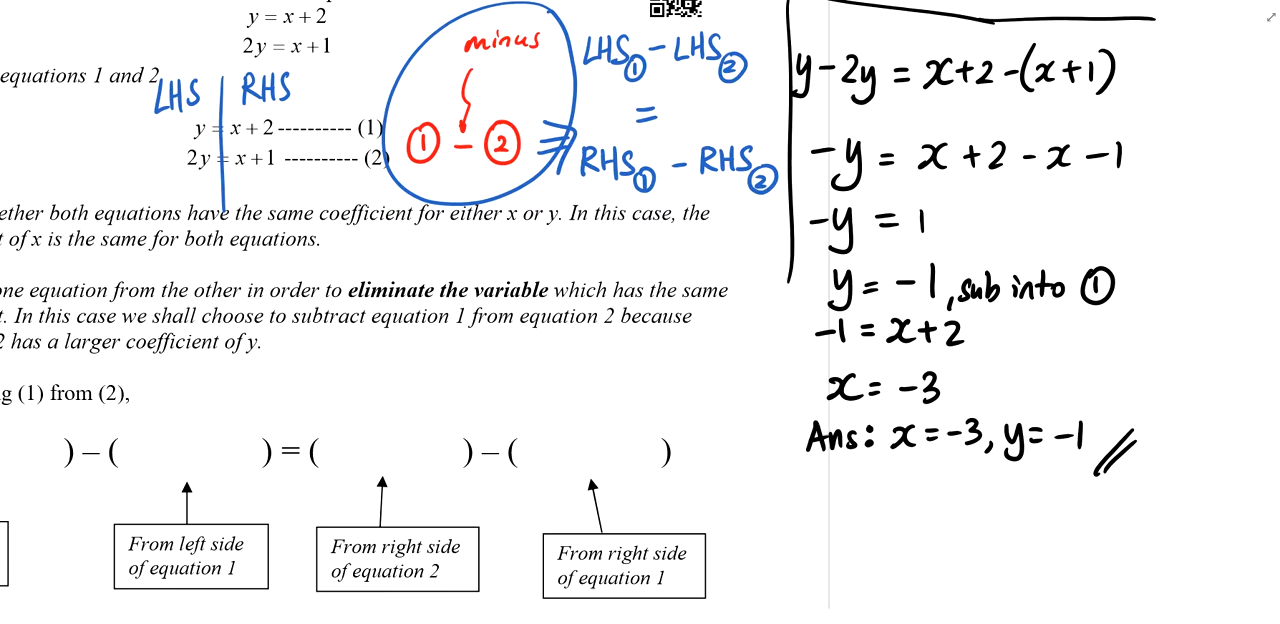 y = x + 2
2y = x + 1
equations 1 and 2
LHS | RHS
y = x + 2 ---------- (1)
2y = x + 1 ---------- (2)
minus
① – ②
LHS① – LHS②
=
RHS① – RHS②
ether both equations have the same coefficient for either x or y. In this case, the
t of x is the same for both equations.
one equation from the other in order to eliminate the variable which has the same
t. In this case we shall choose to subtract equation 1 from equation 2 because
2 has a larger coefficient of y.
g (1) from (2),
) – ( ) = ( ) – ( )
From left side
of equation 1
From right side
of equation 2
From right side
of equation 1
y – 2y = x + 2 – (x + 1)
– y = x + 2 – x – 1
– y = 1
y = – 1, sub into ①
–1 = x + 2
x = –3
Ans: x = –3, y = –1 //